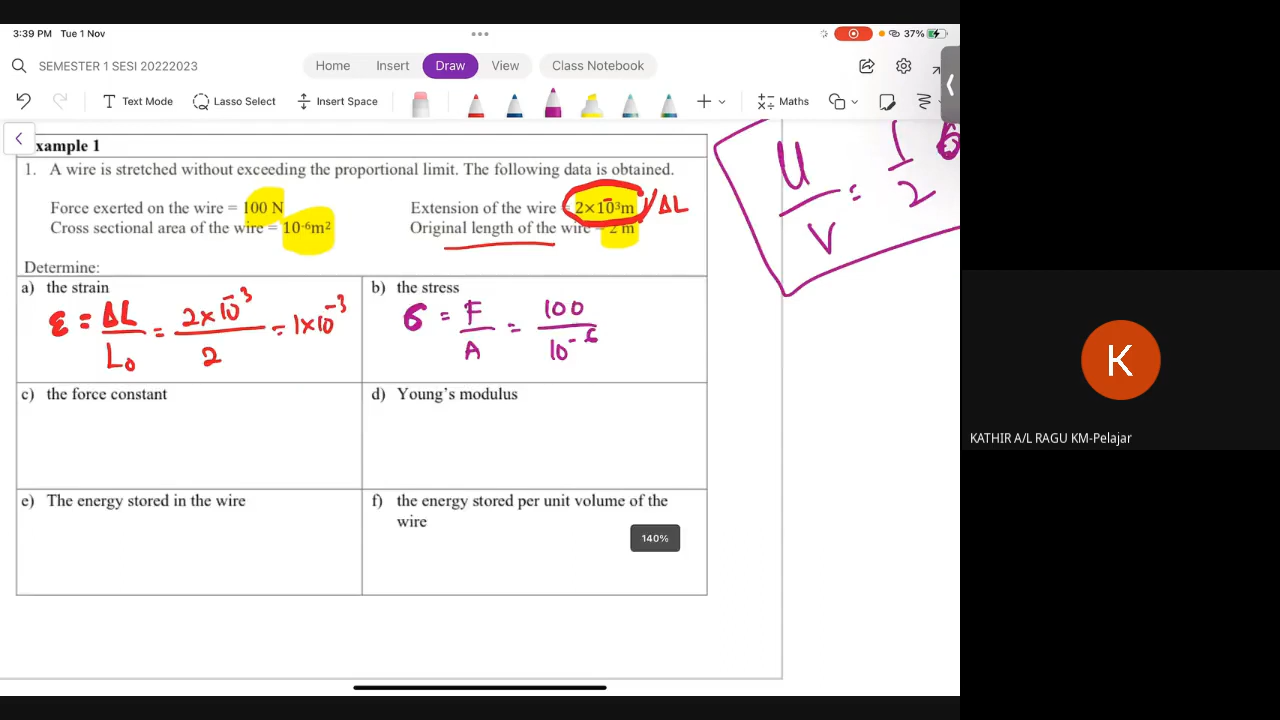 3:39 PM Tue 1 Nov
37%
SEMESTER 1 SESI 20222023
Home Insert Draw View Class Notebook
Text Mode Lasso Select Insert Space Maths
Example 1
1. A wire is stretched without exceeding the proportional limit. The following data is obtained.
Force exerted on the wire = 100 N
Extension of the wire = 2×10⁻³m / ΔL
Cross sectional area of the wire = 10⁻⁶m²
Original length of the wire = 2 m
Determine:
a) the strain
ε = ΔL/L₀ = 2×10⁻³/2 = 1×10⁻³
b) the stress
σ = F/A = 100/10⁻⁶
c) the force constant
d) Young's modulus
e) The energy stored in the wire
f) the energy stored per unit volume of the
wire
140%
U/V = 1/2 σ
K
KATHIR A/L RAGU KM-Pelajar